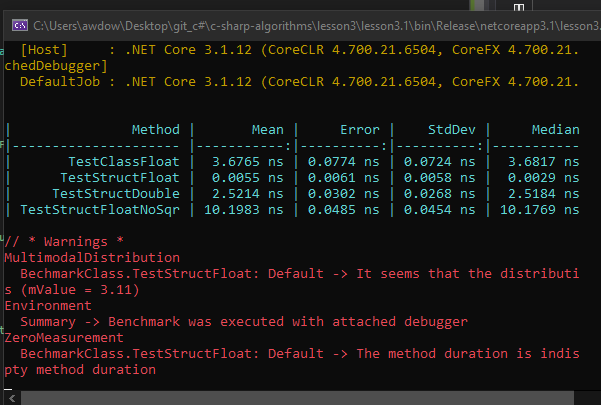 C:\Users\awdow\Desktop\git_c#\c-sharp-algorithms\lesson3\lesson3.1\bin\Release\netcoreapp3.1\lesson3.
[Host]     : .NET Core 3.1.12 (CoreCLR 4.700.21.6504, CoreFX 4.700.21.
chedDebugger]
DefaultJob : .NET Core 3.1.12 (CoreCLR 4.700.21.6504, CoreFX 4.700.21.
|               Method |       Mean |     Error |    StdDev |     Median
|--------------------- |-----------:|----------:|----------:|-----------
|       TestClassFloat |  3.6765 ns | 0.0774 ns | 0.0724 ns |  3.6817 ns
|      TestStructFloat |  0.0055 ns | 0.0061 ns | 0.0058 ns |  0.0029 ns
|     TestStructDouble |  2.5214 ns | 0.0302 ns | 0.0268 ns |  2.5184 ns
| TestStructFloatNoSqr | 10.1983 ns | 0.0485 ns | 0.0454 ns | 10.1769 ns
// * Warnings *
MultimodalDistribution
BechmarkClass.TestStructFloat: Default -> It seems that the distributi
s (mValue = 3.11)
Environment
Summary -> Benchmark was executed with attached debugger
ZeroMeasurement
BechmarkClass.TestStructFloat: Default -> The method duration is indis
pty method duration